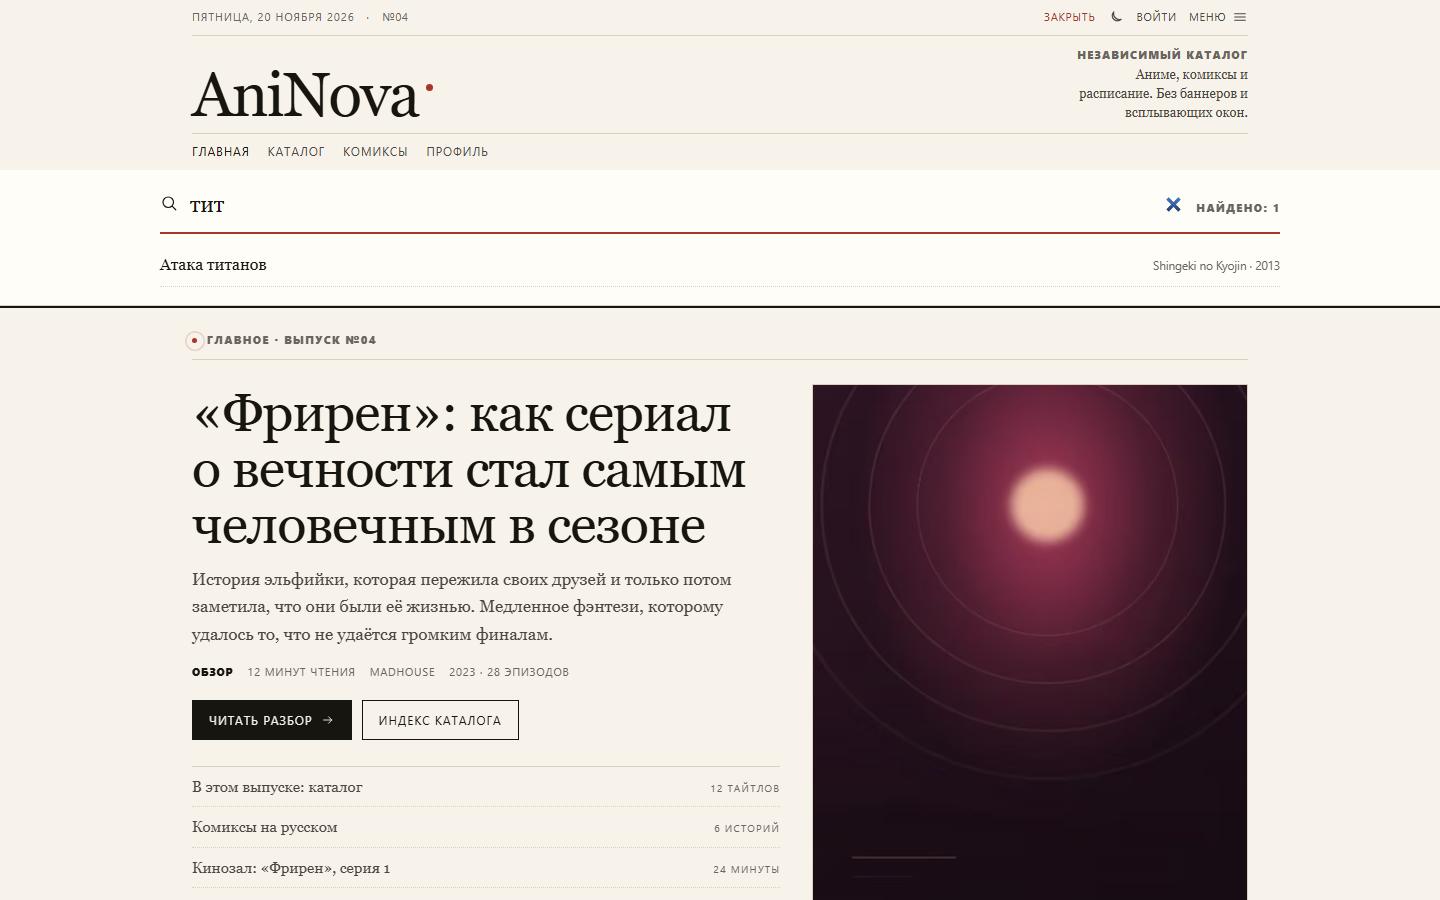 ПЯТНИЦА, 20 НОЯБРЯ 2026 · №04
ЗАКРЫТЬ ВОЙТИ МЕНЮ
AniNova
НЕЗАВИСИМЫЙ КАТАЛОГ
Аниме, комиксы и
расписание. Без баннеров и
всплывающих окон.
ГЛАВНАЯ КАТАЛОГ КОМИКСЫ ПРОФИЛЬ
тит
НАЙДЕНО: 1
Атака титанов
Shingeki no Kyojin · 2013
ГЛАВНОЕ · ВЫПУСК №04
«Фрирен»: как сериал
о вечности стал самым
человечным в сезоне
История эльфийки, которая пережила своих друзей и только потом
заметила, что они были её жизнью. Медленное фэнтези, которому
удалось то, что не удаётся громким финалам.
ОБЗОР 12 МИНУТ ЧТЕНИЯ MADHOUSE 2023 · 28 ЭПИЗОДОВ
ЧИТАТЬ РАЗБОР →
ИНДЕКС КАТАЛОГА
В этом выпуске: каталог
12 ТАЙТЛОВ
Комиксы на русском
6 ИСТОРИЙ
Кинозал: «Фрирен», серия 1
24 МИНУТЫ